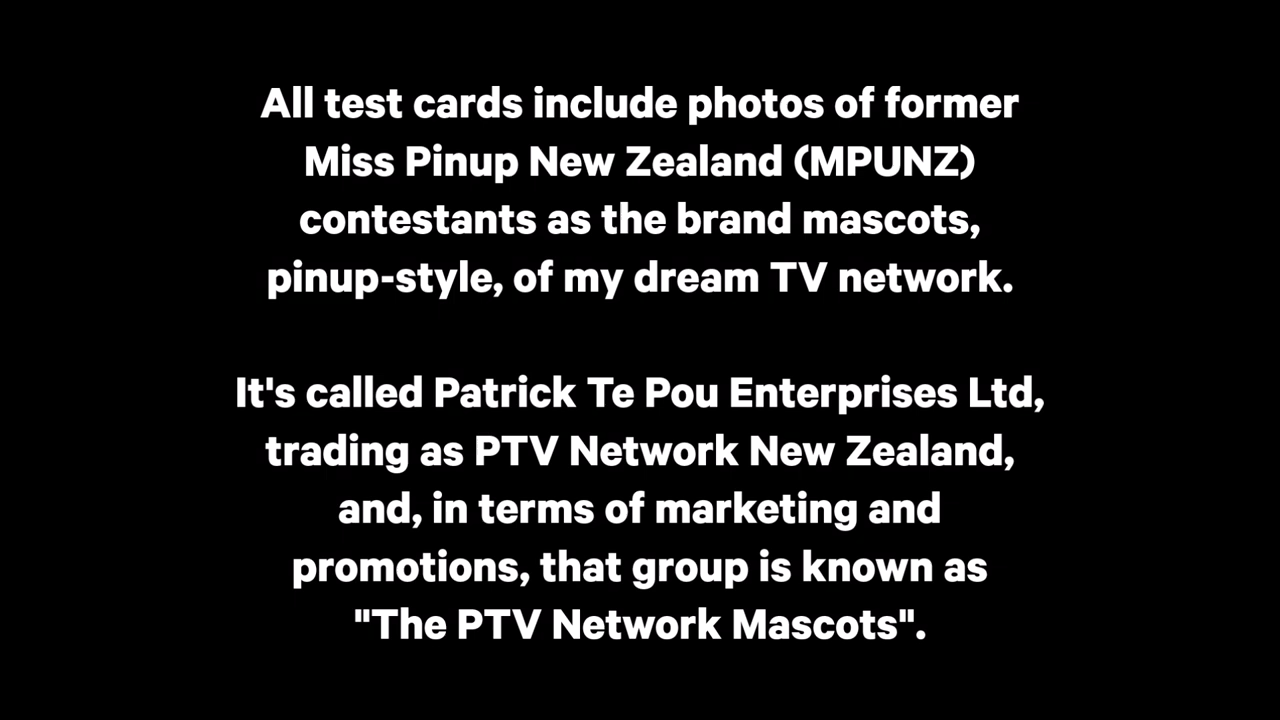 All test cards include photos of former
Miss Pinup New Zealand (MPUNZ)
contestants as the brand mascots,
pinup-style, of my dream TV network.
It's called Patrick Te Pou Enterprises Ltd,
trading as PTV Network New Zealand,
and, in terms of marketing and
promotions, that group is known as
"The PTV Network Mascots".